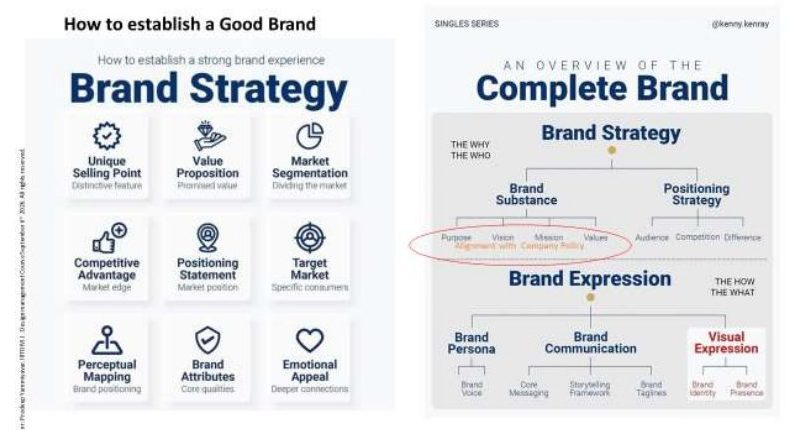 How to establish a Good Brand
How to establish a strong brand experience
Brand Strategy
Unique
Selling Point
Distinctive feature
Value
Proposition
Promised value
Market
Segmentation
Dividing the market
Competitive
Advantage
Market edge
Positioning
Statement
Market position
Target
Market
Specific consumers
Perceptual
Mapping
Brand positioning
Brand
Attributes
Core qualities
Emotional
Appeal
Deeper connections
All rights reserved.
SINGLES SERIES
@kenny.kenray
AN OVERVIEW OF THE
Complete Brand
Brand Strategy
THE WHY
THE WHO
Brand
Substance
Positioning
Strategy
Purpose Vision Mission Values
Alignment with Company Policy
Audience Competition Difference
Brand Expression
THE HOW
THE WHAT
Brand
Persona
Brand
Communication
Visual
Expression
Brand
Voice
Core
Messaging
Storytelling
Framework
Brand
Taglines
Brand
Identity
Brand
Presence